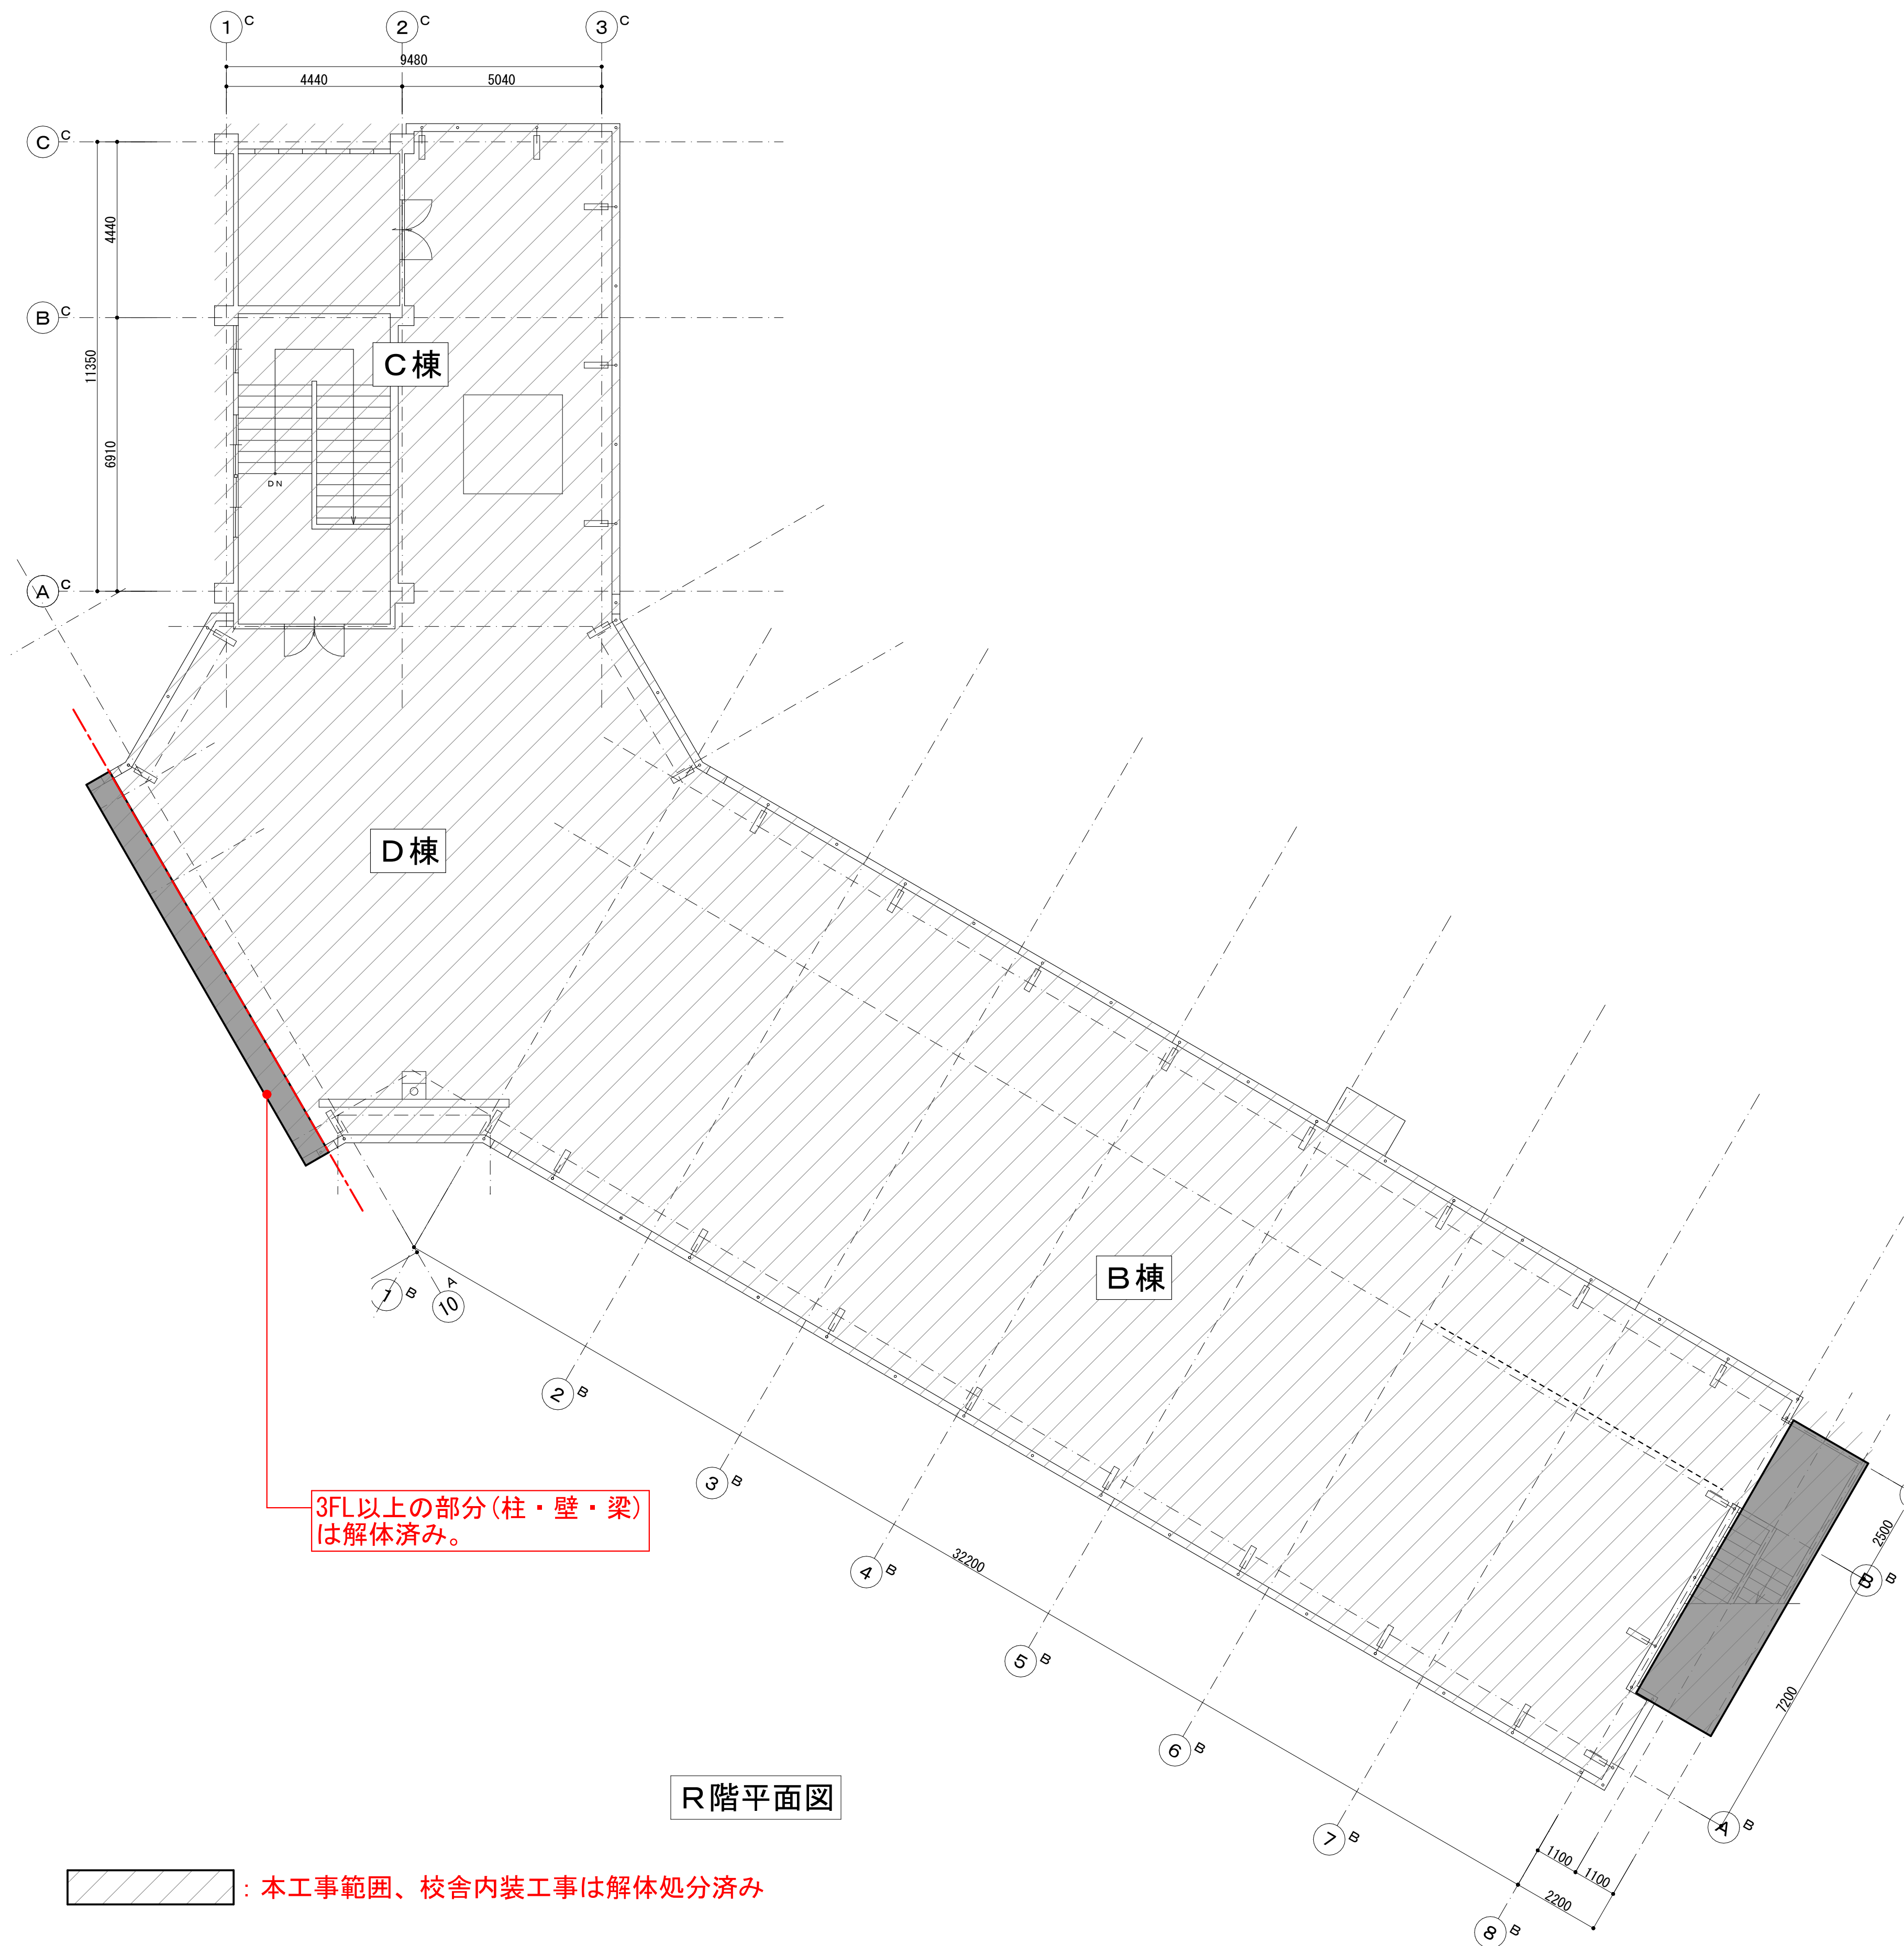 1 C
2 C
3 C
9480
4440
5040
C C
4440
B C
11350
C棟
6910
DN
A C
D棟
B棟
1 B
10 A
2 B
3 B
3FL以上の部分(柱・壁・梁)
は解体済み。
4 B
32200
2500
B B
5 B
7200
6 B
R階平面図
7 B
A B
1100
1100
2200
8 B
: 本工事範囲、校舎内装工事は解体処分済み